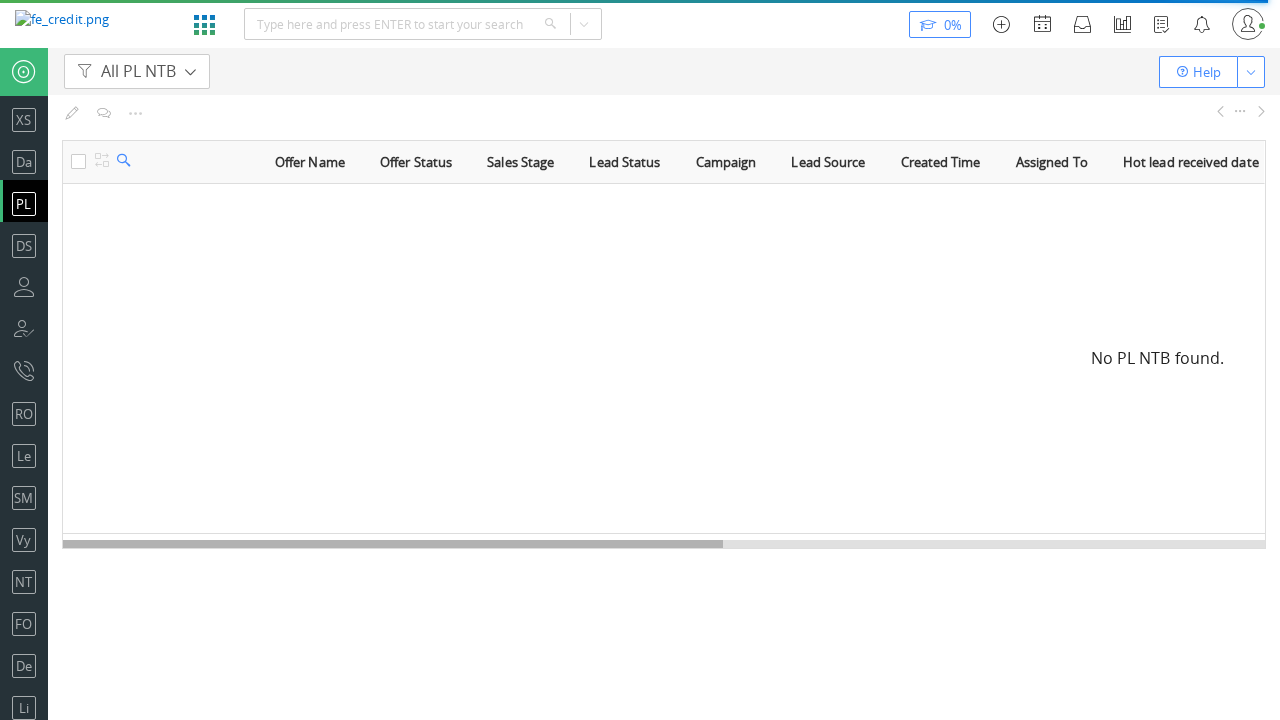 fe_credit.png
Type here and press ENTER to start your search
0%
All PL NTB
Help
XS
Da
PL
DS
RO
Le
SM
Vy
NT
FO
De
Li
Offer Name Offer Status Sales Stage Lead Status Campaign Lead Source Created Time Assigned To Hot lead received date
No PL NTB found.